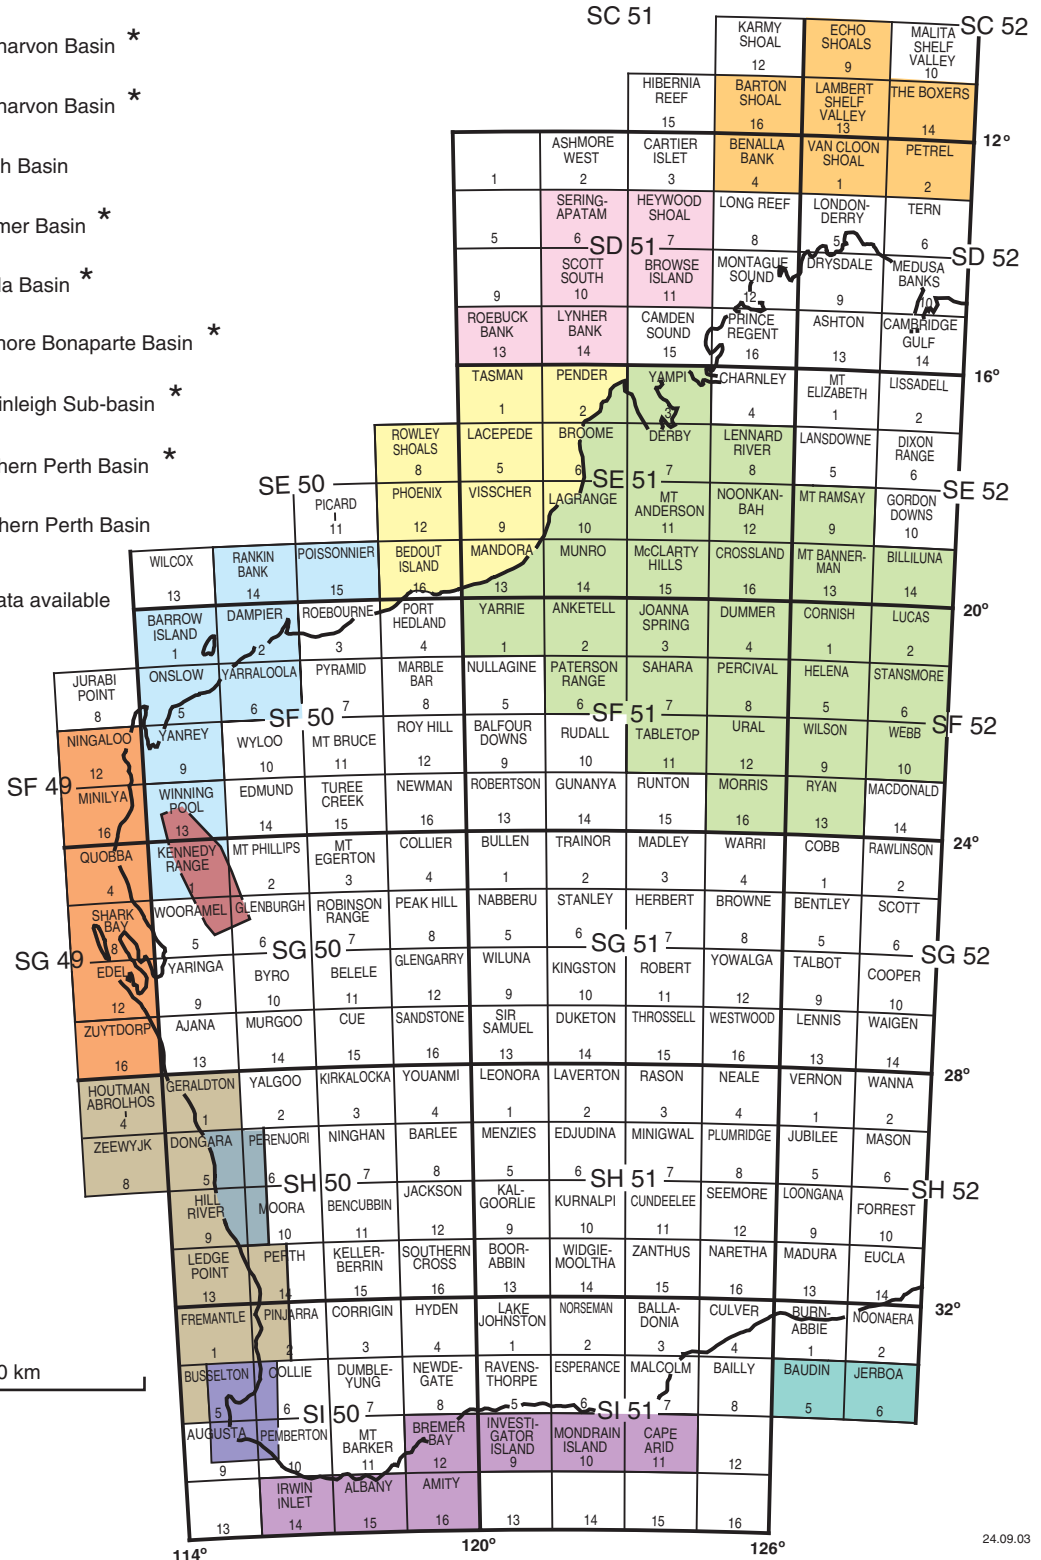 SC 51
SC 52
narvon Basin *
narvon Basin *
h Basin
mer Basin *
la Basin *
hore Bonaparte Basin *
inleigh Sub-basin *
hern Perth Basin *
hern Perth Basin
ata available
0 km
KARMY SHOAL 12
ECHO SHOALS 9
MALITA SHELF VALLEY 10
HIBERNIA REEF 15
BARTON SHOAL 16
LAMBERT SHELF VALLEY 13
THE BOXERS 14
12°
1
ASHMORE WEST 2
CARTIER ISLET 3
BENALLA BANK 4
VAN CLOON SHOAL 1
PETREL 2
5
SERING-APATAM 6
HEYWOOD SHOAL 7
LONG REEF 8
LONDON-DERRY 5
TERN 6
SD 51
SD 52
9
SCOTT SOUTH 10
BROWSE ISLAND 11
MONTAGUE SOUND 12
DRYSDALE 9
MEDUSA BANKS 10
ROEBUCK BANK 13
LYNHER BANK 14
CAMDEN SOUND 15
PRINCE REGENT 16
ASHTON 13
CAMBRIDGE GULF 14
16°
TASMAN 1
PENDER 2
YAMPI 3
CHARNLEY 4
MT ELIZABETH 1
LISSADELL 2
ROWLEY SHOALS 8
LACEPEDE 5
BROOME 6
DERBY 7
LENNARD RIVER 8
LANSDOWNE 5
DIXON RANGE 6
SE 50
SE 51
SE 52
PICARD 11
PHOENIX 12
VISSCHER 9
LAGRANGE 10
MT ANDERSON 11
NOONKAN-BAH 12
MT RAMSAY 9
GORDON DOWNS 10
WILCOX 13
RANKIN BANK 14
POISSONNIER 15
BEDOUT ISLAND 16
MANDORA 13
MUNRO 14
McCLARTY HILLS 15
CROSSLAND 16
MT BANNER-MAN 13
BILLILUNA 14
20°
BARROW ISLAND 1
DAMPIER 2
ROEBOURNE 3
PORT HEDLAND 4
YARRIE 1
ANKETELL 2
JOANNA SPRING 3
DUMMER 4
CORNISH 1
LUCAS 2
JURABI POINT 8
ONSLOW 5
YARRALOOLA 6
PYRAMID 7
MARBLE BAR 8
NULLAGINE 5
PATERSON RANGE 6
SAHARA 7
PERCIVAL 8
HELENA 5
STANSMORE 6
SF 49
SF 50
SF 51
SF 52
NINGALOO 12
YANREY 9
WYLOO 10
MT BRUCE 11
ROY HILL 12
BALFOUR DOWNS 9
RUDALL 10
TABLETOP 11
URAL 12
WILSON 9
WEBB 10
MINILYA 16
WINNING POOL 13
EDMUND 14
TUREE CREEK 15
NEWMAN 16
ROBERTSON 13
GUNANYA 14
RUNTON 15
MORRIS 16
RYAN 13
MACDONALD 14
24°
QUOBBA 4
KENNEDY RANGE 1
MT PHILLIPS 2
MT EGERTON 3
COLLIER 4
BULLEN 1
TRAINOR 2
MADLEY 3
WARRI 4
COBB 1
RAWLINSON 2
SHARK BAY 8
WOORAMEL 5
GLENBURGH 6
ROBINSON RANGE 7
PEAK HILL 8
NABBERU 5
STANLEY 6
HERBERT 7
BROWNE 8
BENTLEY 5
SCOTT 6
SG 49
SG 50
SG 51
SG 52
EDEL 12
YARINGA 9
BYRO 10
BELELE 11
GLENGARRY 12
WILUNA 9
KINGSTON 10
ROBERT 11
YOWALGA 12
TALBOT 9
COOPER 10
ZUYTDORP 16
AJANA 13
MURGOO 14
CUE 15
SANDSTONE 16
SIR SAMUEL 13
DUKETON 14
THROSSELL 15
WESTWOOD 16
LENNIS 13
WAIGEN 14
28°
HOUTMAN ABROLHOS 4
GERALDTON 1
YALGOO 2
KIRKALOCKA 3
YOUANMI 4
LEONORA 1
LAVERTON 2
RASON 3
NEALE 4
VERNON 1
WANNA 2
ZEEWYJK 8
DONGARA 5
PERENJORI 6
NINGHAN 7
BARLEE 8
MENZIES 5
EDJUDINA 6
MINIGWAL 7
PLUMRIDGE 8
JUBILEE 5
MASON 6
SH 50
SH 51
SH 52
HILL RIVER 9
MOORA 10
BENCUBBIN 11
JACKSON 12
KAL-GOORLIE 9
KURNALPI 10
CUNDEELEE 11
SEEMORE 12
LOONGANA 9
FORREST 10
LEDGE POINT 13
PERTH 14
KELLER-BERRIN 15
SOUTHERN CROSS 16
BOOR-ABBIN 13
WIDGIE-MOOLTHA 14
ZANTHUS 15
NARETHA 16
MADURA 13
EUCLA 14
32°
FREMANTLE 1
PINJARRA 2
CORRIGIN 3
HYDEN 4
LAKE JOHNSTON 1
NORSEMAN 2
BALLA-DONIA 3
CULVER 4
BURN-ABBIE 1
NOONAERA 2
BUSSELTON 5
COLLIE 6
DUMBLE-YUNG 7
NEWDE-GATE 8
RAVENS-THORPE 5
ESPERANCE 6
MALCOLM 7
BAILLY 8
BAUDIN 5
JERBOA 6
SI 50
SI 51
AUGUSTA 9
PEMBERTON 10
MT BARKER 11
BREMER BAY 12
INVESTI-GATOR ISLAND 9
MONDRAIN ISLAND 10
CAPE ARID 11
12
13
IRWIN INLET 14
ALBANY 15
AMITY 16
13
14
15
16
114°
120°
126°
24.09.03